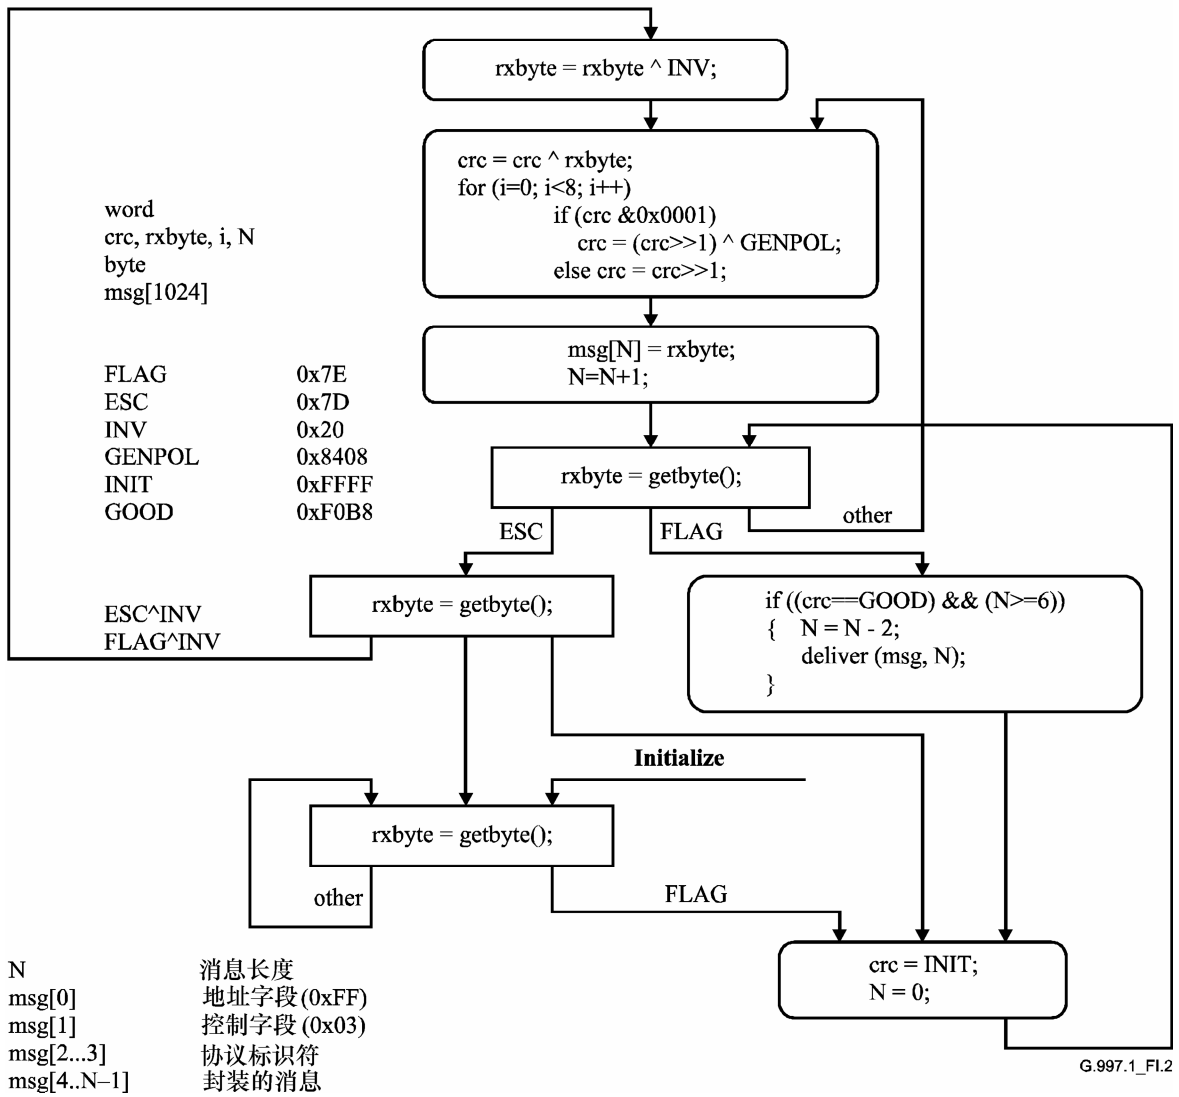 rxbyte = rxbyte ^ INV;
crc = crc ^ rxbyte;
for (i=0; i<8; i++)
if (crc &0x0001)
crc = (crc>>1) ^ GENPOL;
else crc = crc>>1;
word
crc, rxbyte, i, N
byte
msg[1024]
msg[N] = rxbyte;
N=N+1;
FLAG 0x7E
ESC 0x7D
INV 0x20
GENPOL 0x8408
INIT 0xFFFF
GOOD 0xF0B8
rxbyte = getbyte();
ESC FLAG other
rxbyte = getbyte();
ESC^INV
FLAG^INV
if ((crc==GOOD) && (N>=6))
{ N = N - 2;
deliver (msg, N);
}
Initialize
rxbyte = getbyte();
other
FLAG
crc = INIT;
N = 0;
N 消息长度
msg[0] 地址字段(0xFF)
msg[1] 控制字段 (0x03)
msg[2...3] 协议标识符
msg[4..N–1] 封装的消息
G.997.1_FI.2